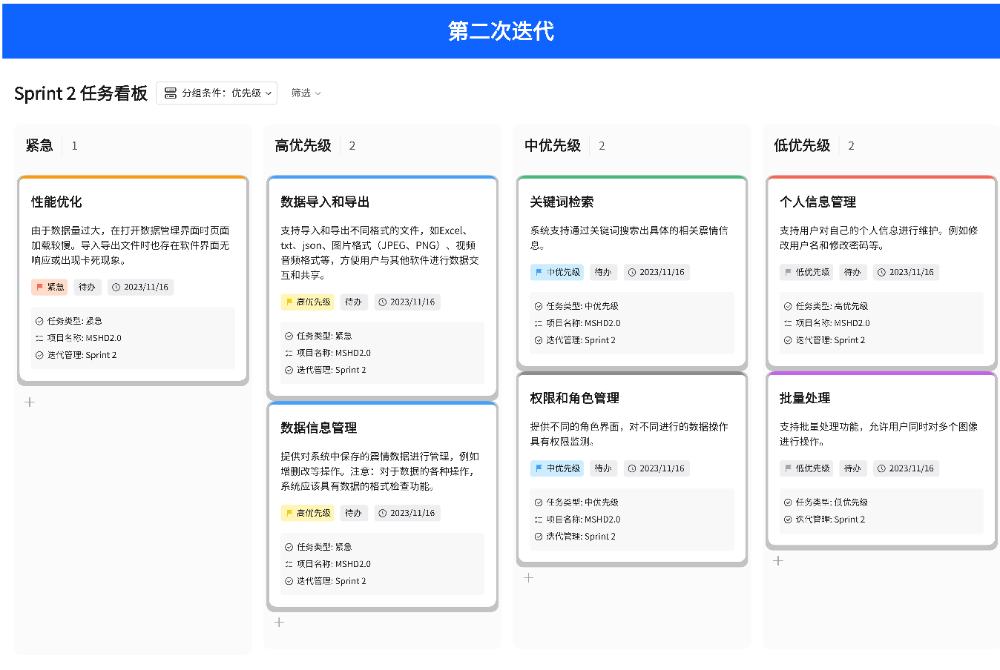 第二次迭代
Sprint 2 任务看板
分组条件：优先级
筛选
紧急 1
性能优化
由于数据量过大，在打开数据管理界面时页面
加载较慢。导入导出文件时也存在软件界面无
响应或出现卡死现象。
紧急 待办 2023/11/16
任务类型: 紧急
项目名称: MSHD2.0
迭代管理: Sprint 2
高优先级 2
数据导入和导出
支持导入和导出不同格式的文件，如Excel、
txt、json、图片格式（JPEG、PNG）、视频
音频格式等，方便用户与其他软件进行数据交
互和共享。
高优先级 待办 2023/11/16
任务类型: 紧急
项目名称: MSHD2.0
迭代管理: Sprint 2
数据信息管理
提供对系统中保存的震情数据进行管理，例如
增删改等操作。注意：对于数据的各种操作，
系统应该具有数据的格式检查功能。
高优先级 待办 2023/11/16
任务类型: 紧急
项目名称: MSHD2.0
迭代管理: Sprint 2
中优先级 2
关键词检索
系统支持通过关键词搜索出具体的相关震情信
息。
中优先级 待办 2023/11/16
任务类型: 中优先级
项目名称: MSHD2.0
迭代管理: Sprint 2
权限和角色管理
提供不同的角色界面，对不同进行的数据操作
具有权限监测。
中优先级 待办 2023/11/16
任务类型: 中优先级
项目名称: MSHD2.0
迭代管理: Sprint 2
低优先级 2
个人信息管理
支持用户对自己的个人信息进行维护。例如修
改用户名和修改密码等。
低优先级 待办 2023/11/16
任务类型: 高优先级
项目名称: MSHD2.0
迭代管理: Sprint 2
批量处理
支持批量处理功能，允许用户同时对多个图像
进行操作。
低优先级 待办 2023/11/16
任务类型: 低优先级
迭代管理: Sprint 2